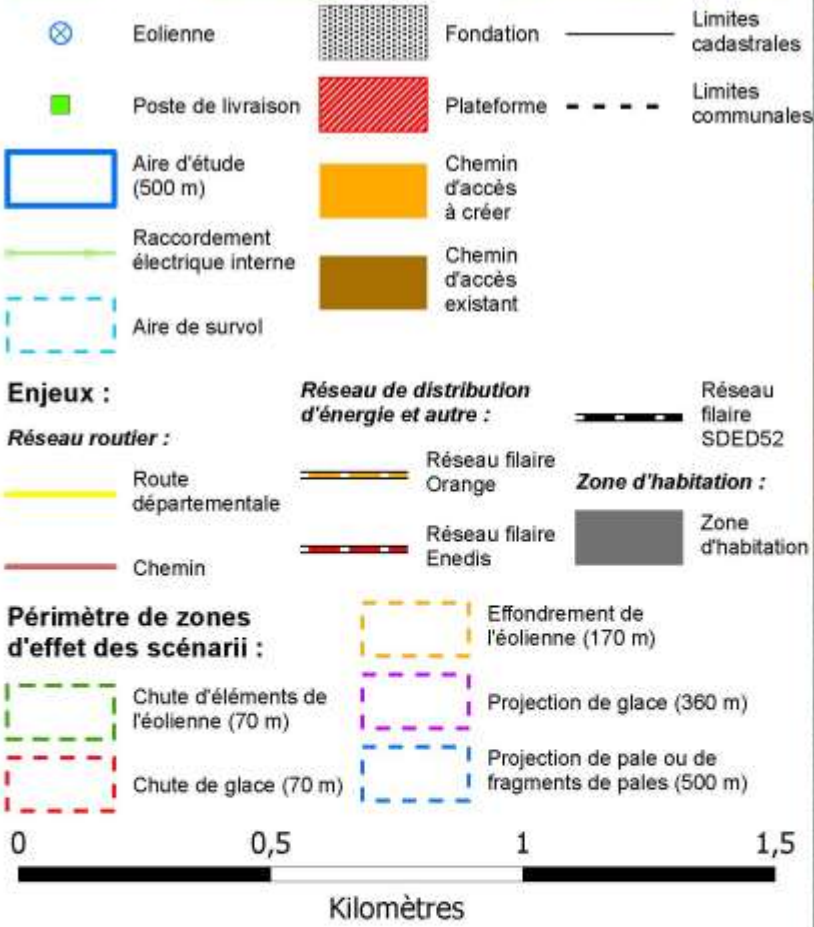 Eolienne
Poste de livraison
Aire d'étude
(500 m)
Raccordement
électrique interne
Aire de survol
Fondation
Plateforme
Chemin
d'accès
à créer
Chemin
d'accès
existant
Limites
cadastrales
Limites
communales
Enjeux :
Réseau routier :
Route
départementale
Chemin
Réseau de distribution
d'énergie et autre :
Réseau filaire
Orange
Réseau filaire
Enedis
Réseau
filaire
SDED52
Zone d'habitation :
Zone
d'habitation
Périmètre de zones
d'effet des scénarii :
Chute d'éléments de
l'éolienne (70 m)
Chute de glace (70 m)
Effondrement de
l'éolienne (170 m)
Projection de glace (360 m)
Projection de pale ou de
fragments de pales (500 m)
0 0,5 1 1,5
Kilomètres